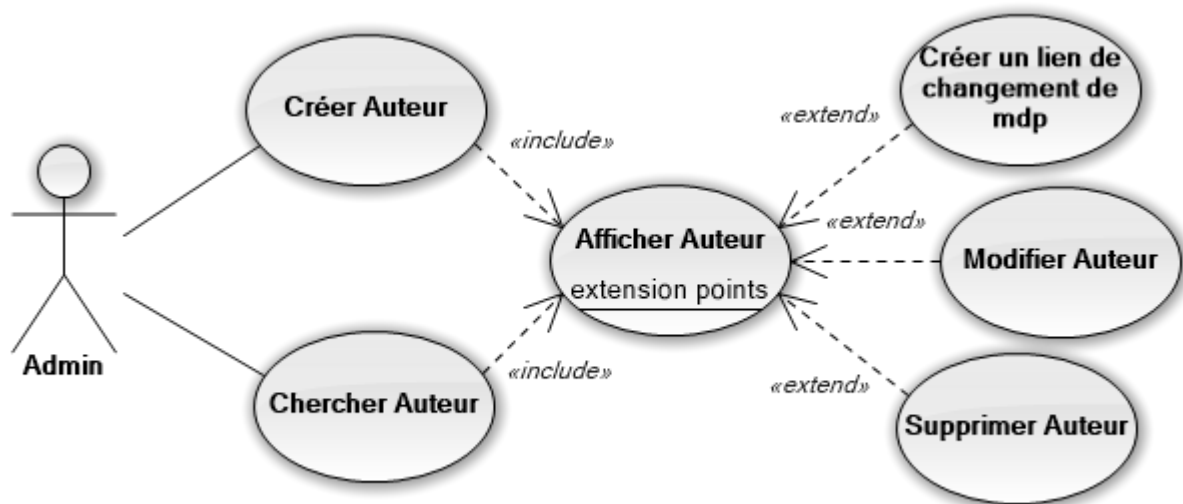 Créer Auteur
«include»
Admin
Chercher Auteur
«include»
Afficher Auteur
extension points
Créer un lien de
changement de
mdp
«extend»
«extend»
Modifier Auteur
«extend»
Supprimer Auteur